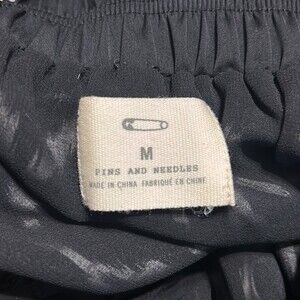 M
PINS AND NEEDLES
MADE IN CHINA FABRIQUÉ EN CHINE